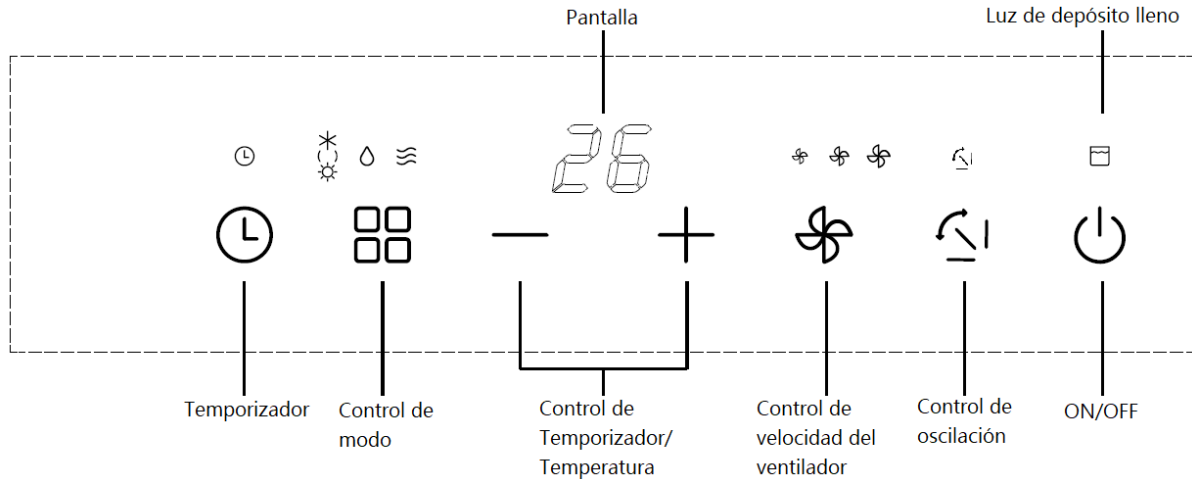 Pantalla
Luz de depósito lleno
26
Temporizador
Control de
modo
Control de
Temporizador/
Temperatura
Control de
velocidad del
ventilador
Control de
oscilación
ON/OFF